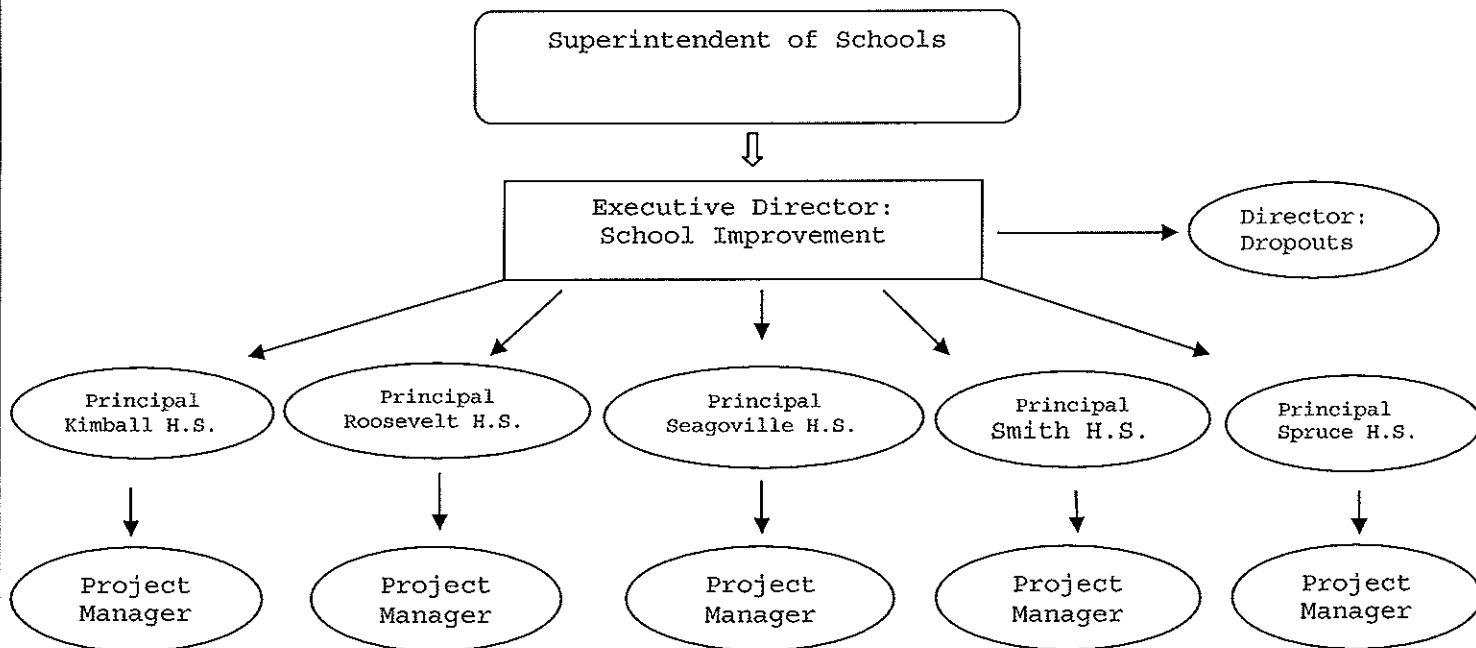 Superintendent of Schools
Executive Director:
School Improvement
Director:
Dropouts
Principal
Kimball H.S.
Principal
Roosevelt H.S.
Principal
Seagoville H.S.
Principal
Smith H.S.
Principal
Spruce H.S.
Project
Manager
Project
Manager
Project
Manager
Project
Manager
Project
Manager